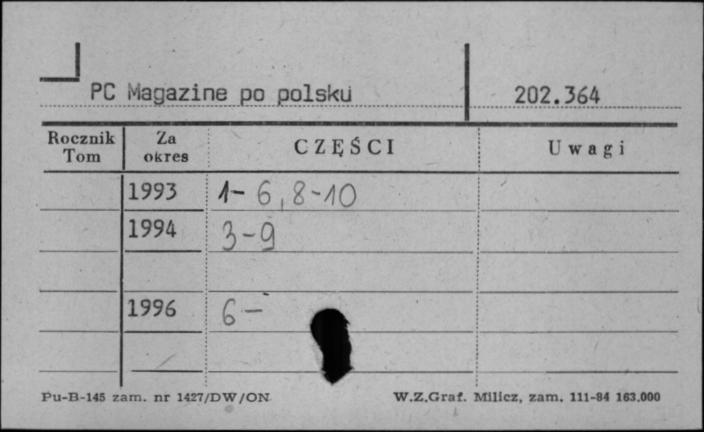 PC Magazine po polsku 202.364
Rocznik Tom Za okres CZĘŚCI Uwagi
1993 1-6, 8-10
1994 3-9
1996 6-
Pu-B-145 zam. nr 1427/DW/ON W.Z.Graf. Milicz, zam. 111-84 163.000